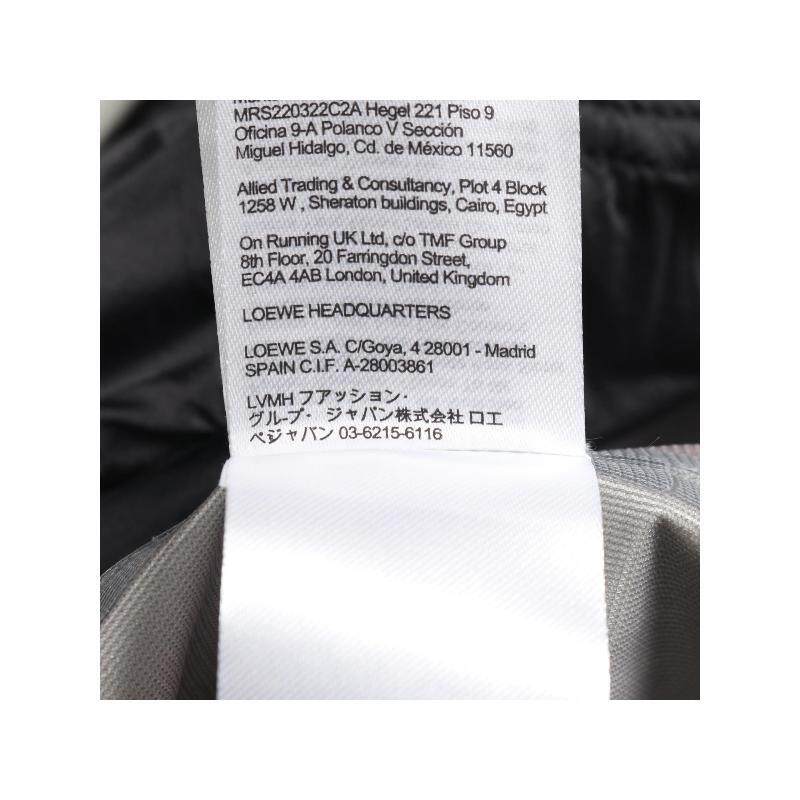 MRS220322C2A Hegel 221 Piso 9
Oficina 9-A Polanco V Sección
Miguel Hidalgo, Cd. de México 11560
Allied Trading & Consultancy, Plot 4 Block
1258 W , Sheraton buildings, Cairo, Egypt
On Running UK Ltd, c/o TMF Group
8th Floor, 20 Farringdon Street,
EC4A 4AB London, United Kingdom
LOEWE HEADQUARTERS
LOEWE S.A. C/Goya, 4 28001 - Madrid
SPAIN C.I.F. A-28003861
LVMH フアッション・
グループ・ ジャパン株式会社 ロエ
ベジャパン 03-6215-6116